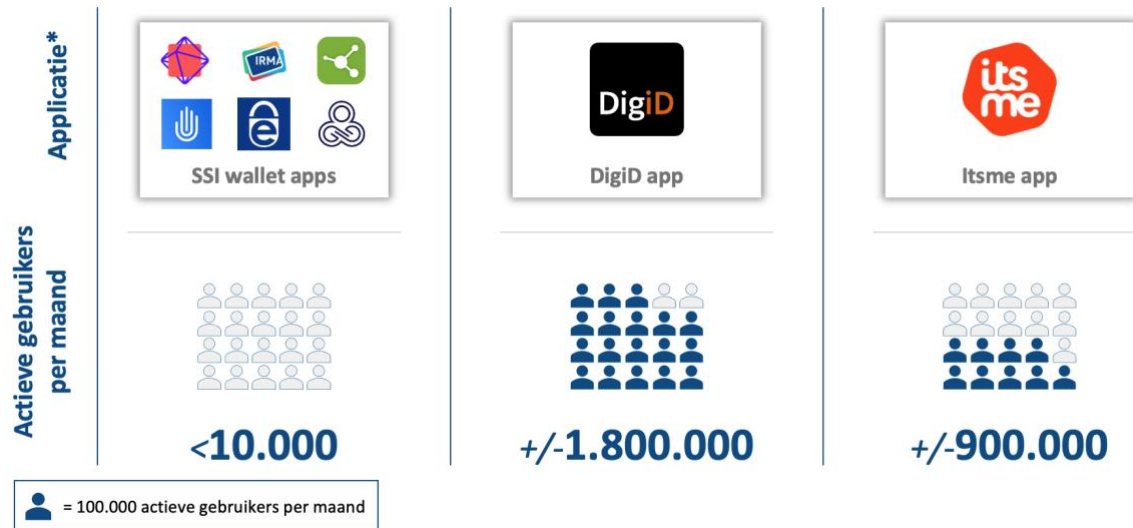 Applicatie*
IRMA
e
SSI wallet apps
DigiD
DigiD app
its
me
Itsme app
Actieve gebruikers
per maand
<10.000
+/-1.800.000
+/-900.000
= 100.000 actieve gebruikers per maand